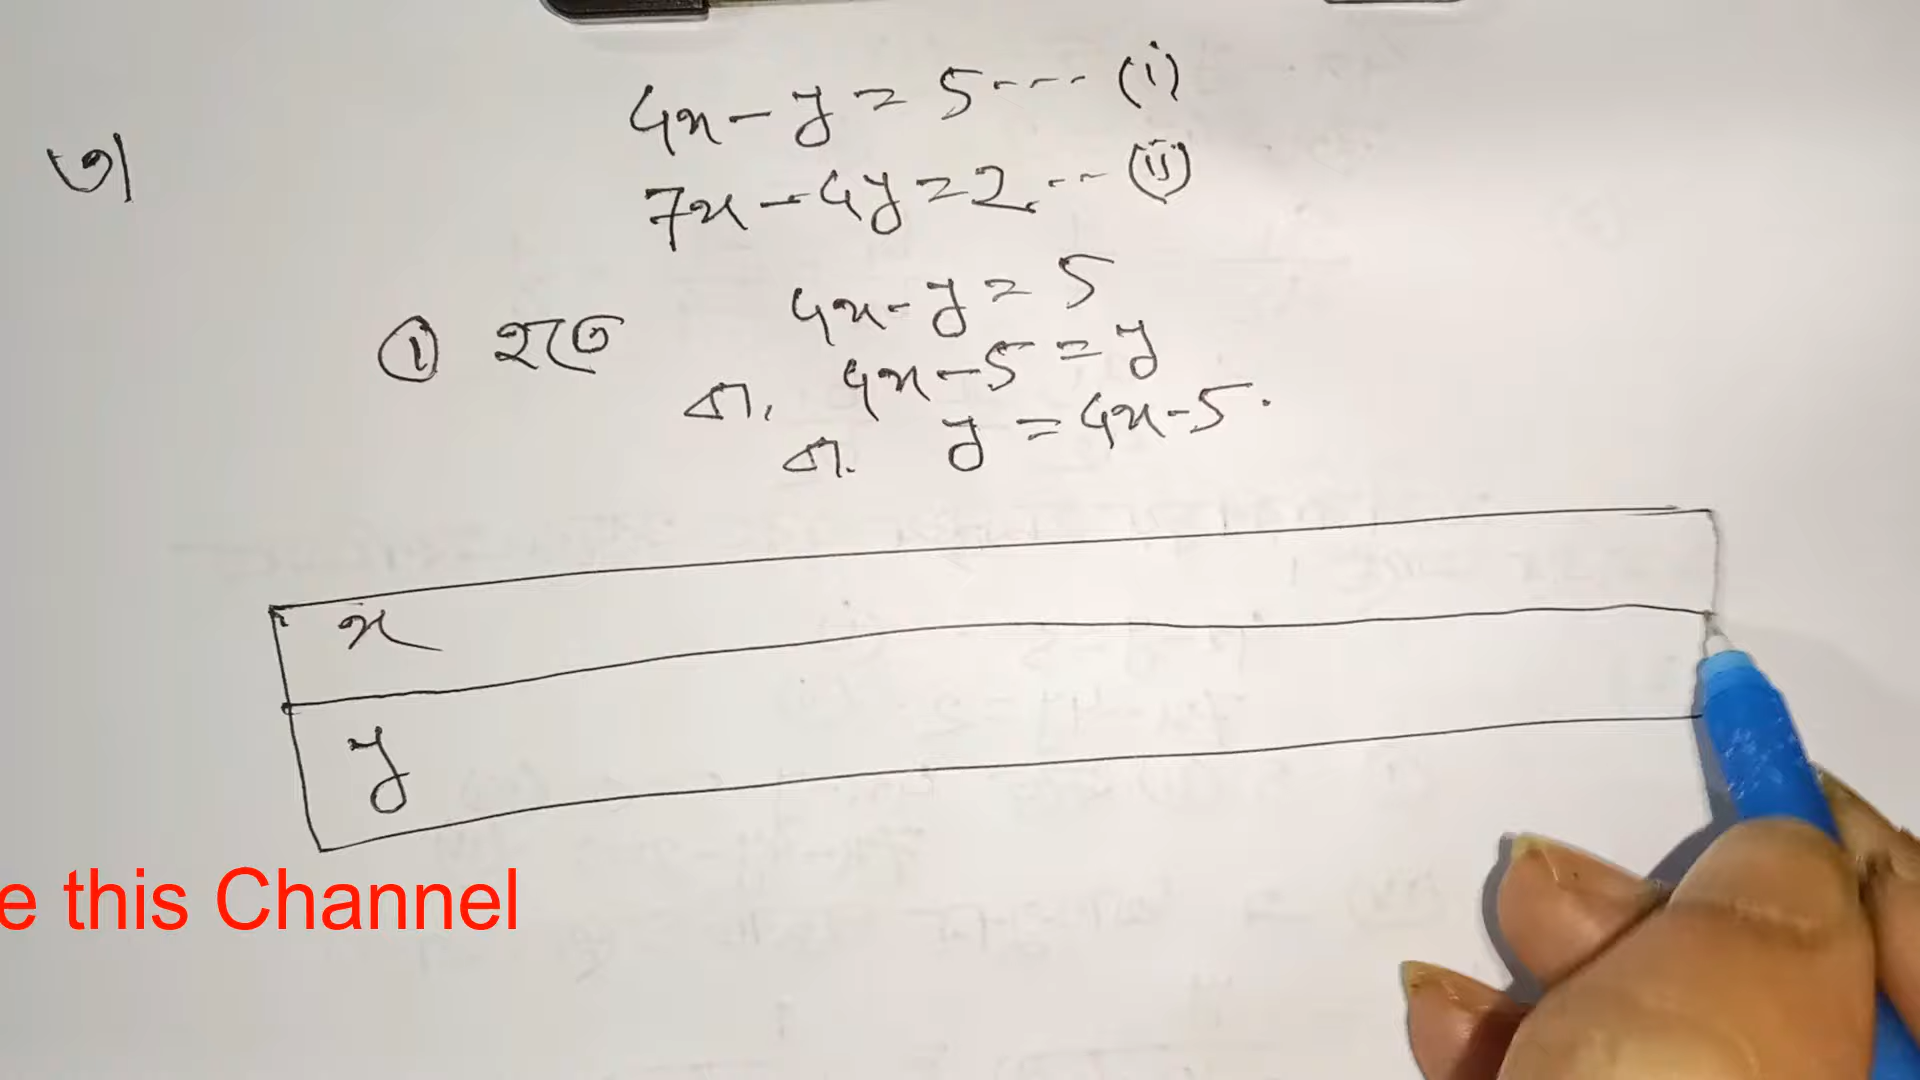 4x - y = 5 --- (i)
৩।
7x - 4y = 2 --- (ii)
(i) হতে 4x - y = 5
বা, 4x - 5 = y
বা, y = 4x - 5.
x
y
e this Channel